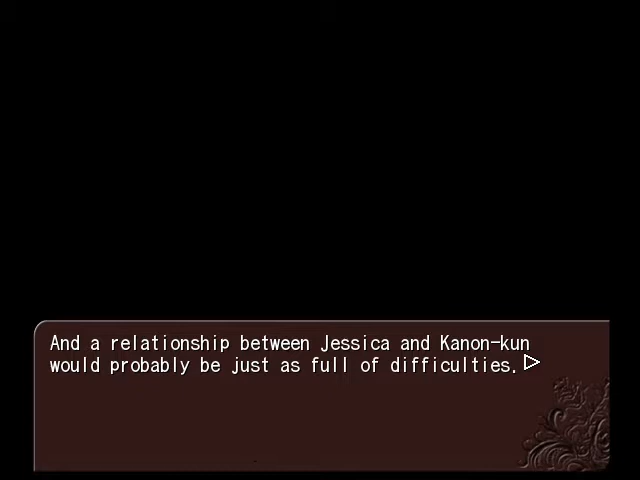 And a relationship between Jessica and Kanon-kun
would probably be just as full of difficulties.